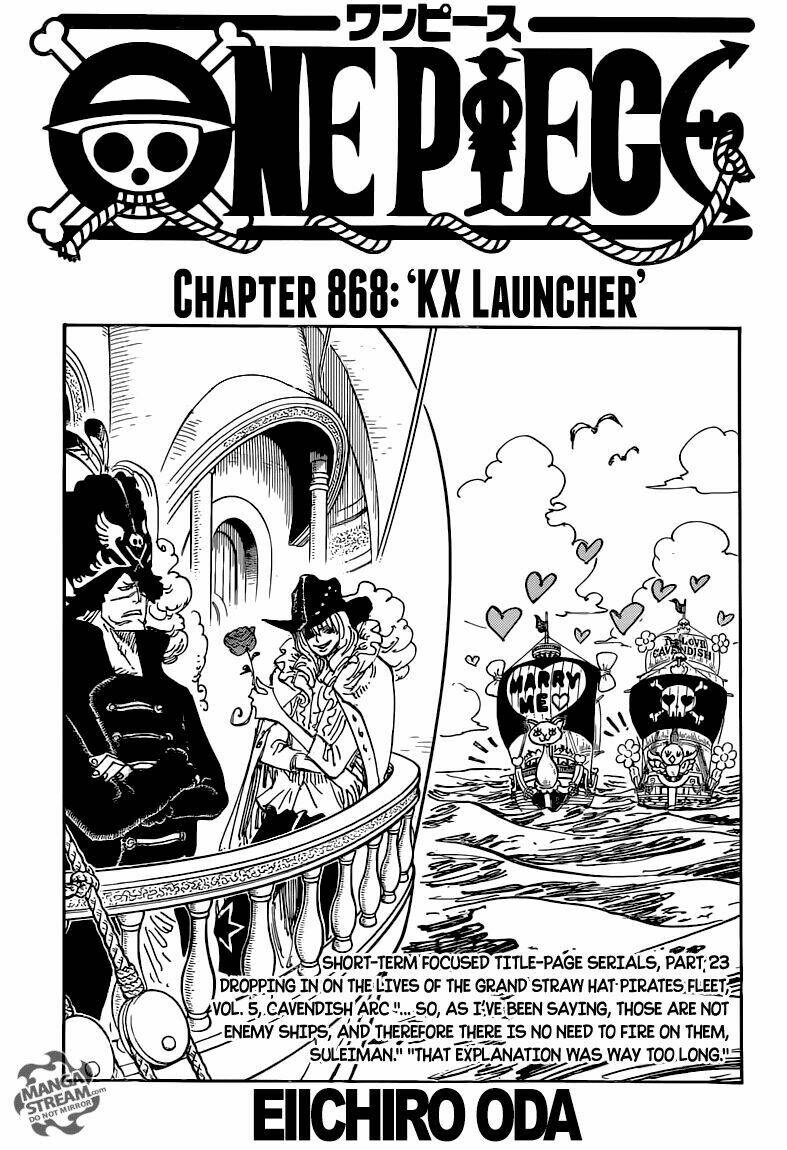 ワンピース
ONE PIECE
CHAPTER 868: 'KX LAUNCHER'
MARRY
ME♡
LOVE
CAVENDISH
SHORT-TERM FOCUSED TITLE-PAGE SERIALS, PART 23
DROPPING IN ON THE LIVES OF THE GRAND STRAW HAT PIRATES FLEET,
VOL. 5, CAVENDISH ARC "... SO, AS I'VE BEEN SAYING, THOSE ARE NOT
ENEMY SHIPS, AND THEREFORE THERE IS NO NEED TO FIRE ON THEM,
SULEIMAN." "THAT EXPLANATION WAS WAY TOO LONG."
MANGA
STREAM.com
DO NOT MIRROR
EIICHIRO ODA